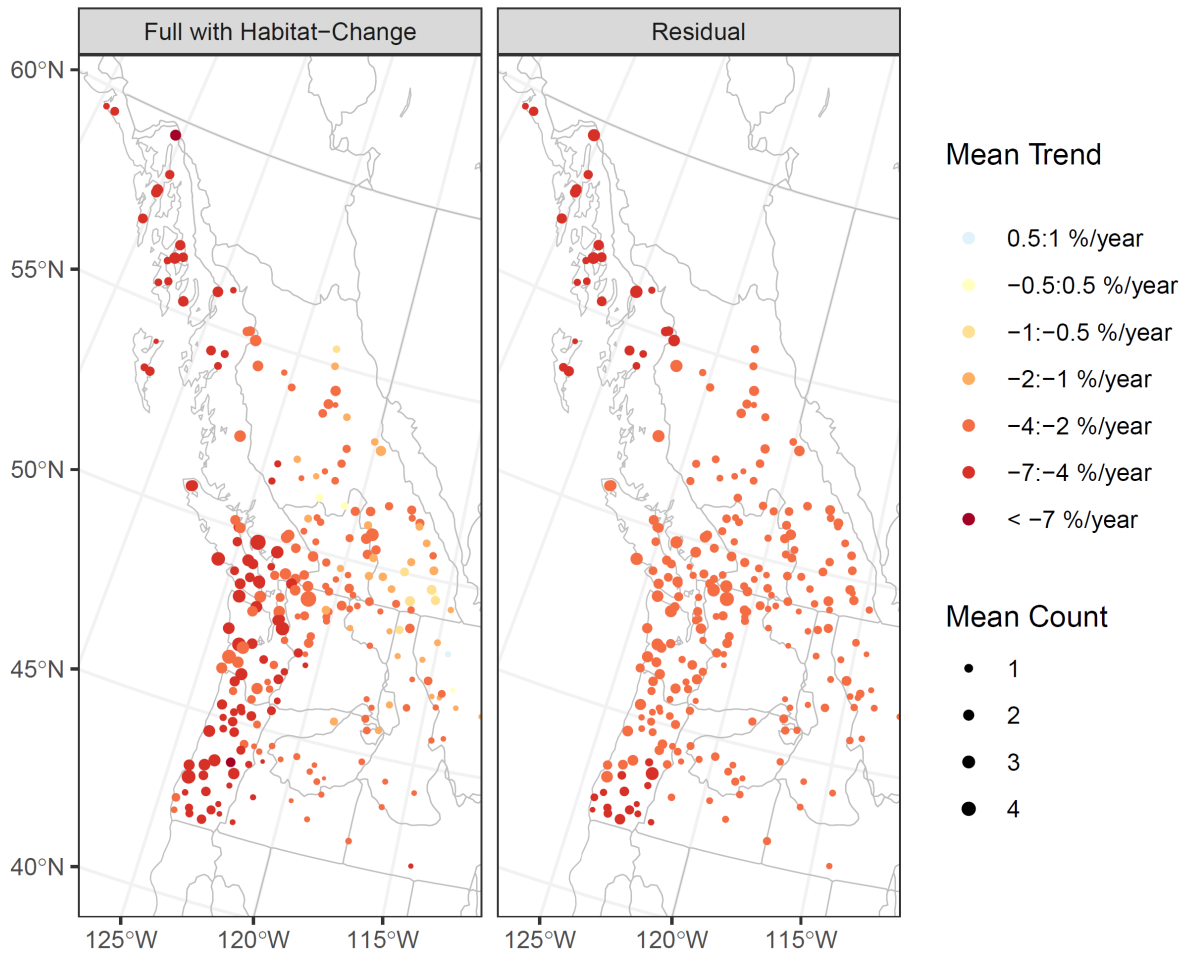 Full with Habitat−Change
Residual
60°N
55°N
50°N
45°N
40°N
125°W
120°W
115°W
125°W
120°W
115°W
Mean Trend
0.5:1 %/year
−0.5:0.5 %/year
−1:−0.5 %/year
−2:−1 %/year
−4:−2 %/year
−7:−4 %/year
< −7 %/year
Mean Count
1
2
3
4